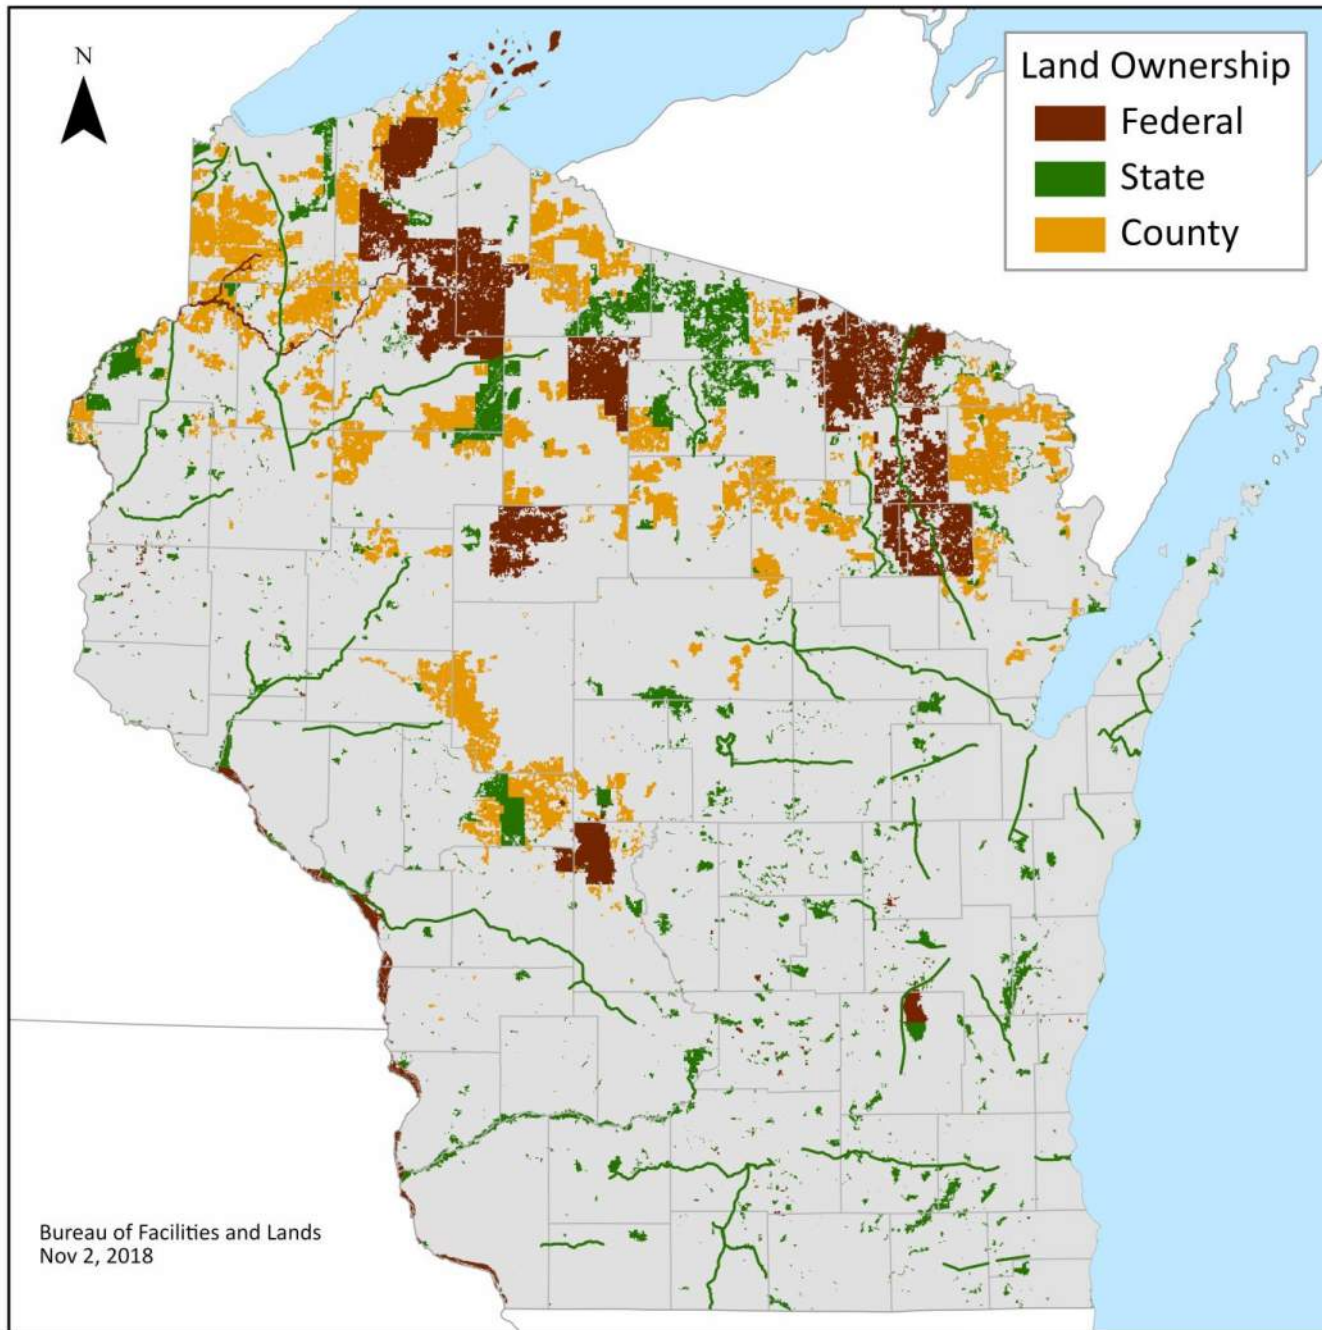 N
Land Ownership
Federal
State
County
Bureau of Facilities and Lands
Nov 2, 2018